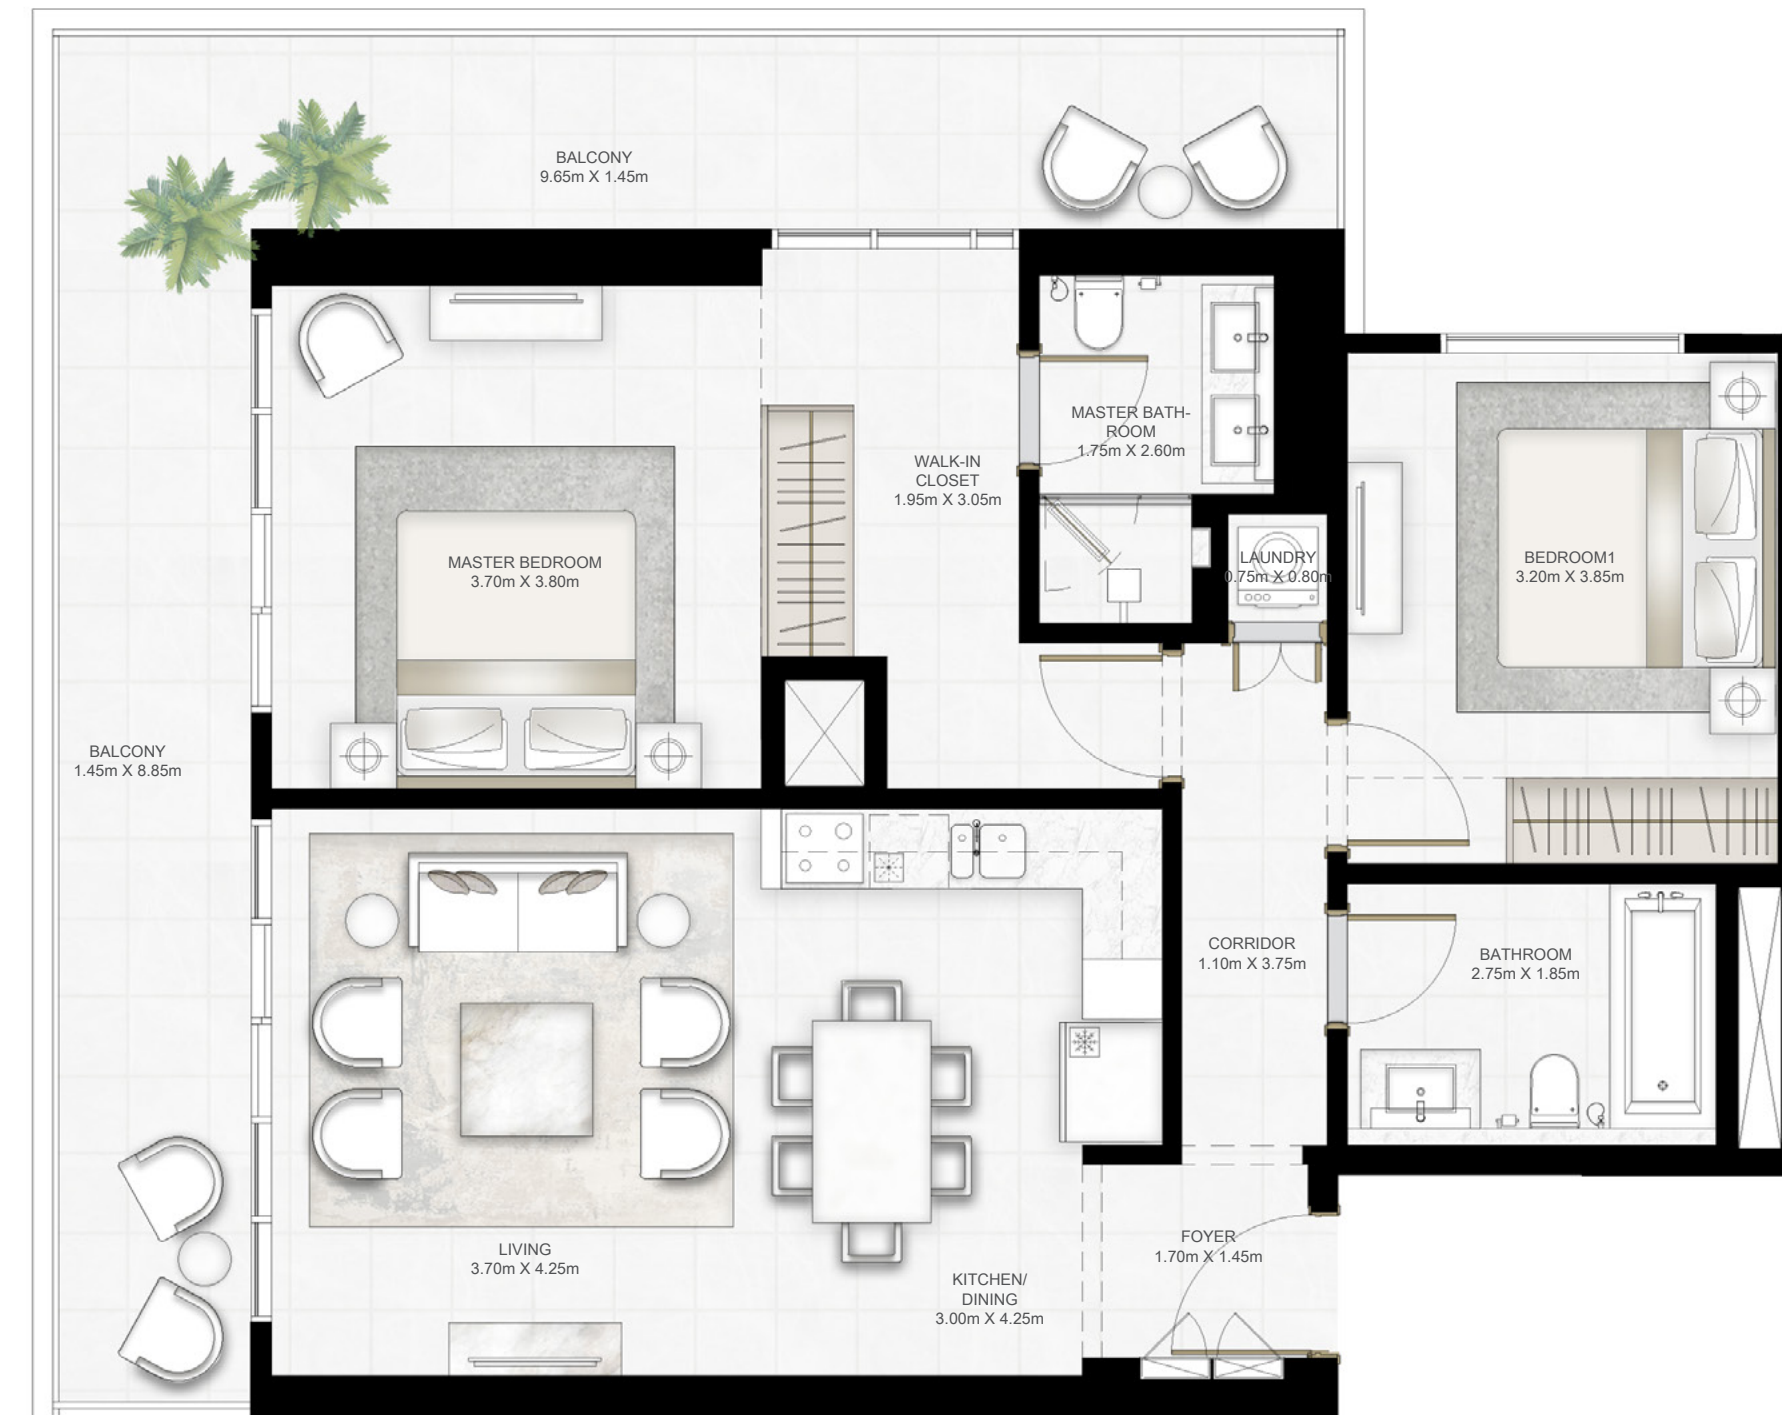 BALCONY
9.65m X 1.45m
MASTER BATH-
ROOM
1.75m X 2.60m
WALK-IN
CLOSET
1.95m X 3.05m
MASTER BEDROOM
3.70m X 3.80m
LAUNDRY
0.75m X 0.80m
BEDROOM1
3.20m X 3.85m
BALCONY
1.45m X 8.85m
CORRIDOR
1.10m X 3.75m
BATHROOM
2.75m X 1.85m
LIVING
3.70m X 4.25m
FOYER
1.70m X 1.45m
KITCHEN/
DINING
3.00m X 4.25m